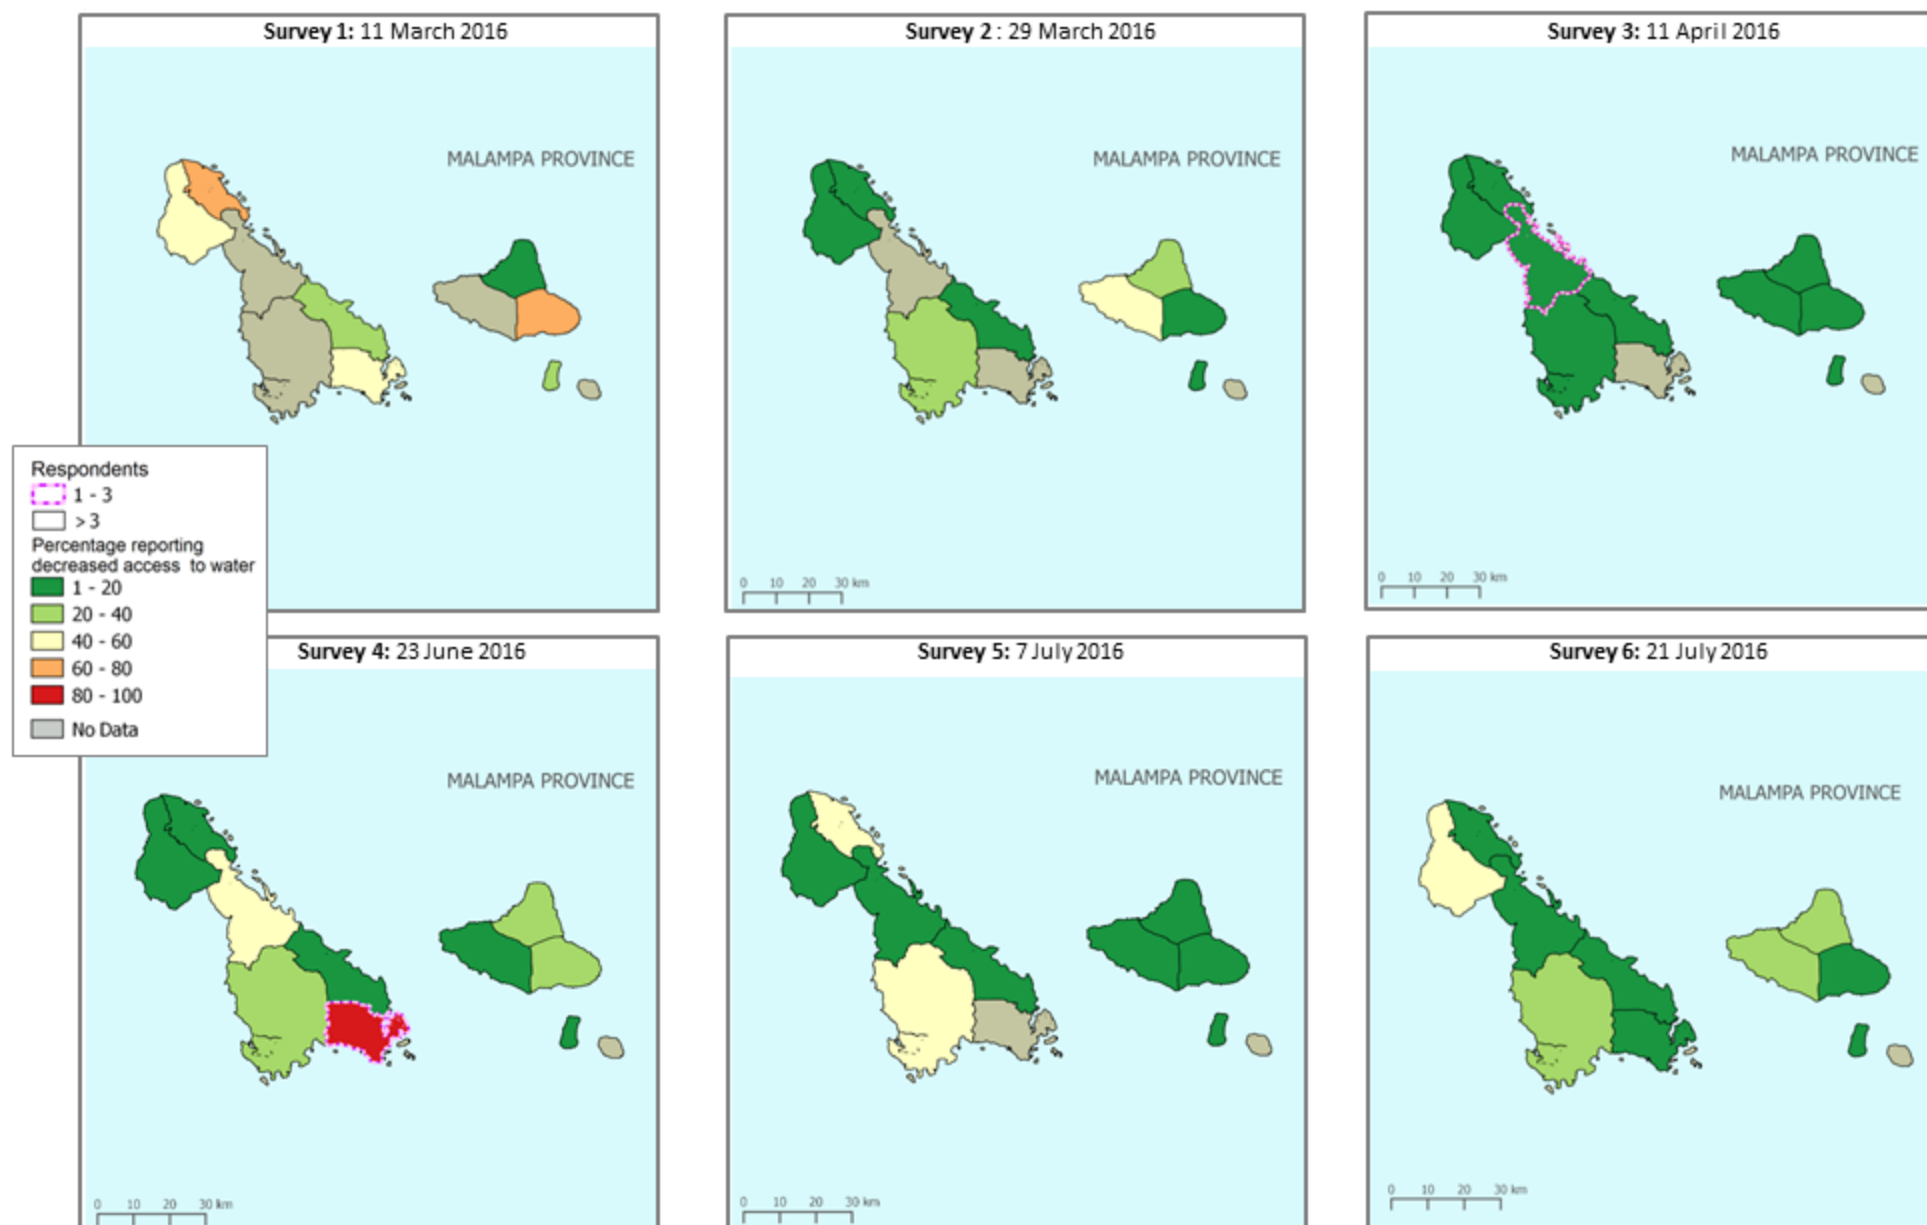 Survey 1: 11 March 2016
MALAMPA PROVINCE
Survey 2 : 29 March 2016
MALAMPA PROVINCE
0 10 20 30 km
Survey 3: 11 April 2016
MALAMPA PROVINCE
0 10 20 30 km
Respondents
1 - 3
> 3
Percentage reporting
decreased access to water
1 - 20
20 - 40
40 - 60
60 - 80
80 - 100
No Data
Survey 4: 23 June 2016
MALAMPA PROVINCE
0 10 20 30 km
Survey 5: 7 July 2016
MALAMPA PROVINCE
0 10 20 30 km
Survey 6: 21 July 2016
MALAMPA PROVINCE
0 10 20 30 km